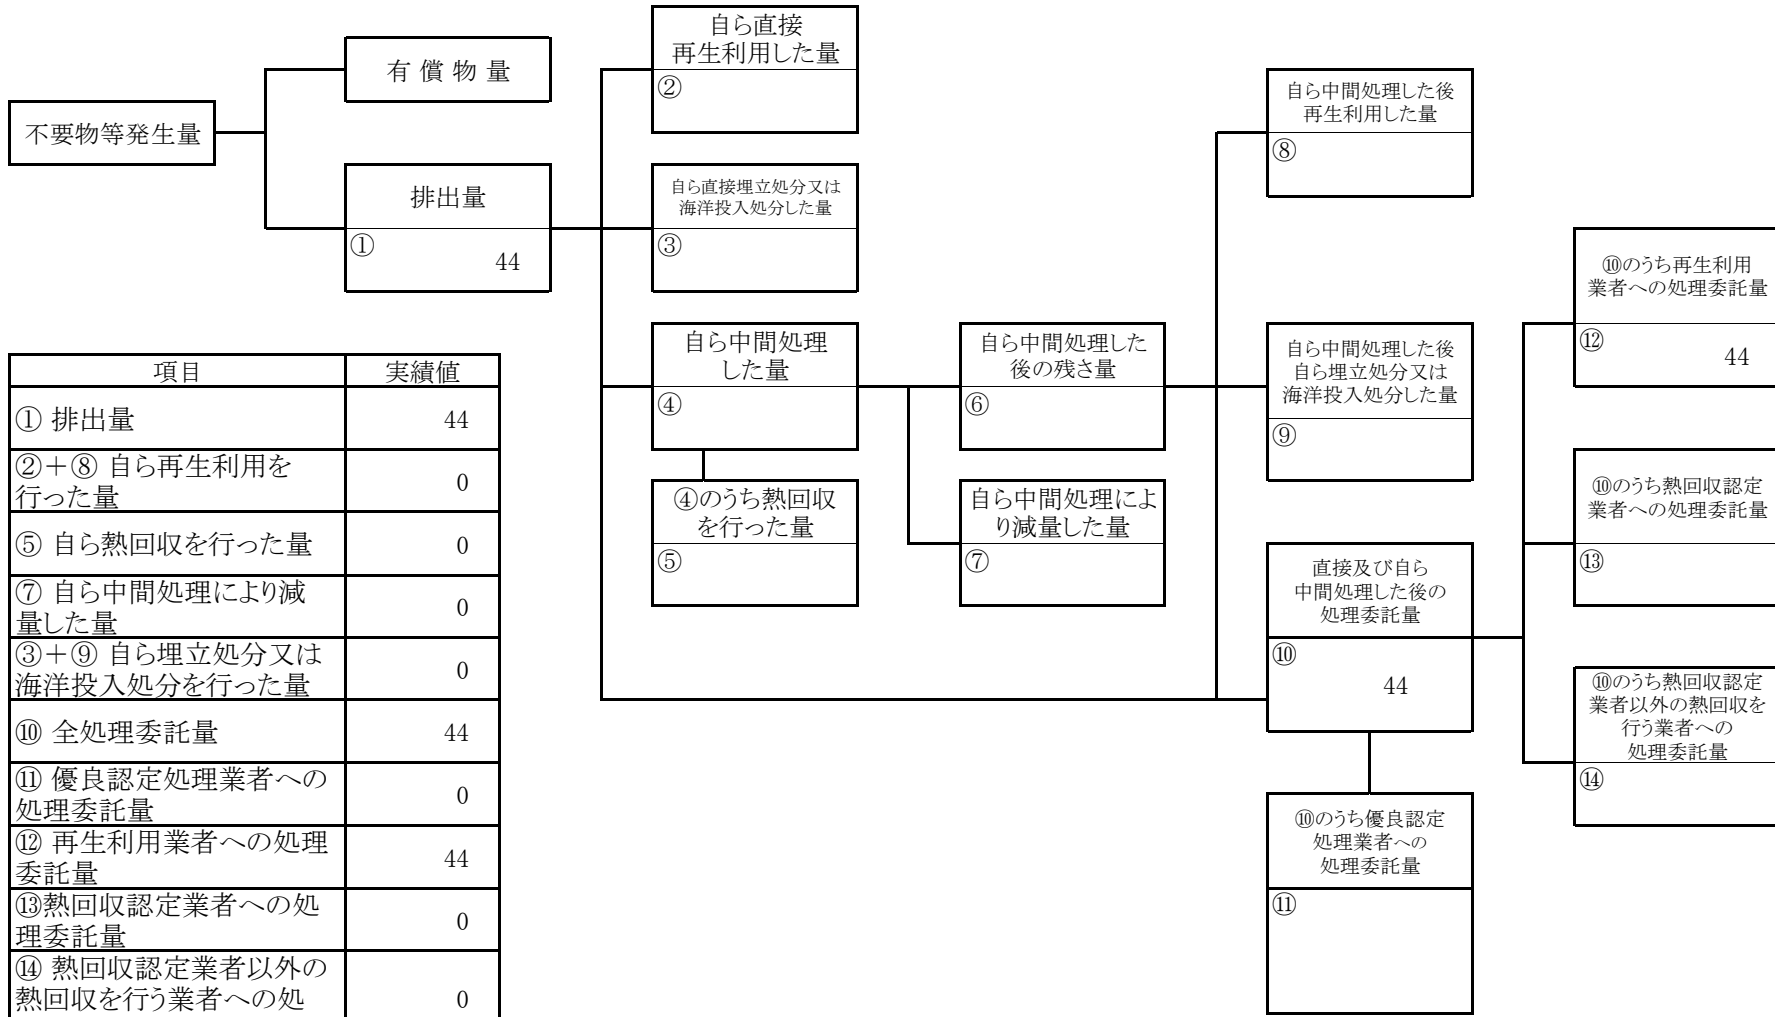 自ら直接
再生利用した量
②
有 償 物 量
不要物等発生量
排出量
①
44
自ら直接埋立処分又は
海洋投入処分した量
③
自ら中間処理した後
再生利用した量
⑧
自ら中間処理
した量
④
自ら中間処理した
後の残さ量
⑥
自ら中間処理した後
自ら埋立処分又は
海洋投入処分した量
⑨
④のうち熱回収
を行った量
⑤
自ら中間処理によ
り減量した量
⑦
直接及び自ら
中間処理した後の
処理委託量
⑩
44
⑩のうち優良認定
処理業者への
処理委託量
⑪
⑩のうち再生利用
業者への処理委託量
⑫
44
⑩のうち熱回収認定
業者への処理委託量
⑬
⑩のうち熱回収認定
業者以外の熱回収を
行う業者への
処理委託量
⑭
項目 実績値
① 排出量 44
②＋⑧ 自ら再生利用を
行った量 0
⑤ 自ら熱回収を行った量 0
⑦ 自ら中間処理により減
量した量 0
③＋⑨ 自ら埋立処分又は
海洋投入処分を行った量 0
⑩ 全処理委託量 44
⑪ 優良認定処理業者への
処理委託量 0
⑫ 再生利用業者への処理
委託量 44
⑬熱回収認定業者への処
理委託量 0
⑭ 熱回収認定業者以外の
熱回収を行う業者への処 0